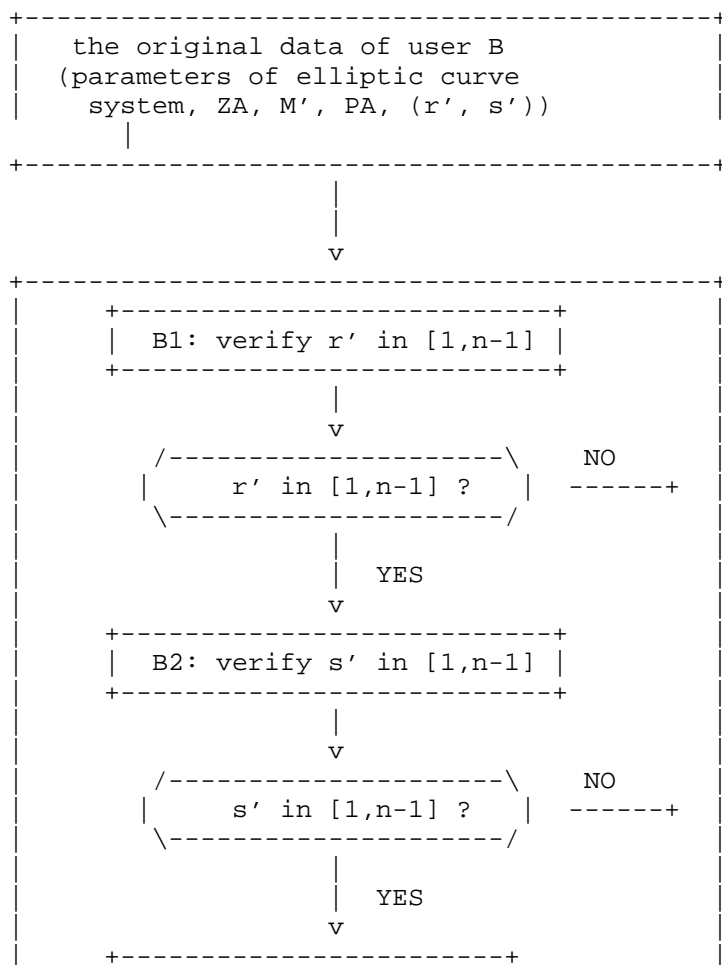 the original data of user B
(parameters of elliptic curve
system, ZA, M’, PA, (r’, s’))
v
B1: verify r’ in [1,n-1]
v
NO
r’ in [1,n-1] ?
YES
v
B2: verify s’ in [1,n-1]
v
NO
s’ in [1,n-1] ?
YES
v